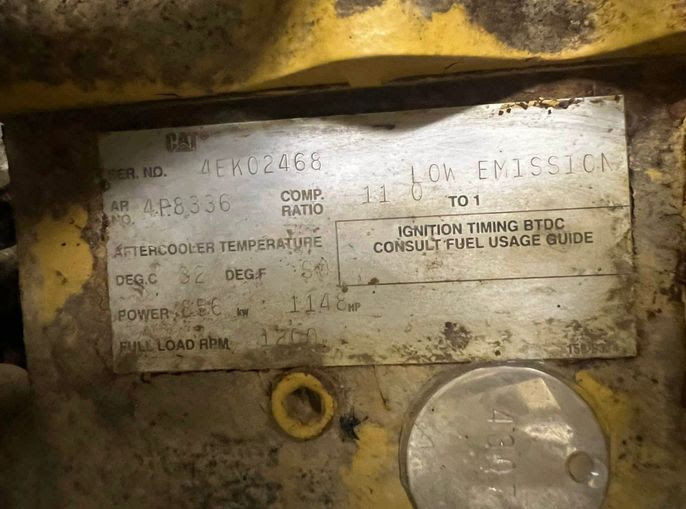 CAT
SER. NO. 4EK02468 LOW EMISSION
AR NO. 4P8336 COMP. RATIO 11 0 TO 1
IGNITION TIMING BTDC
CONSULT FUEL USAGE GUIDE
AFTERCOOLER TEMPERATURE
DEG.C 32 DEG.F
POWER kw 1148 HP
FULL LOAD RPM